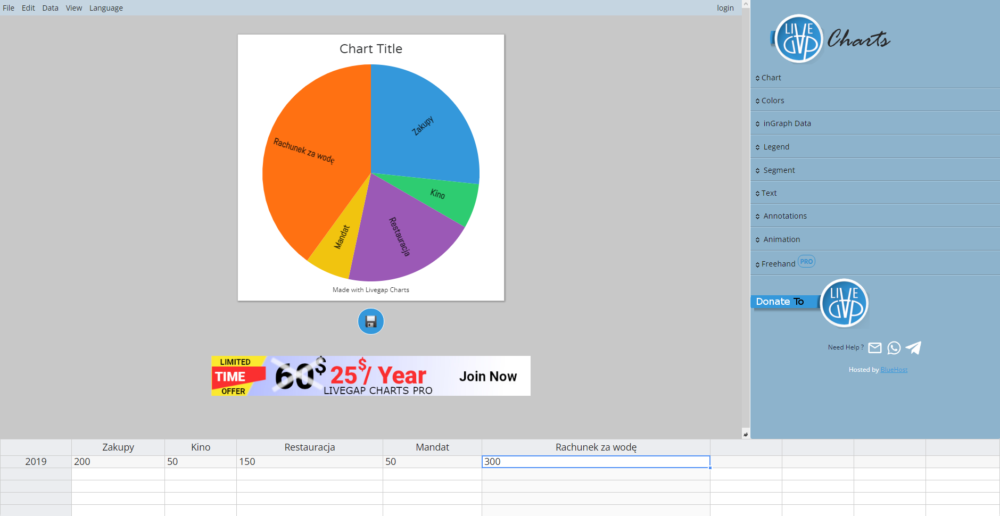 File Edit Data View Language login
Chart Title
Zakupy
Rachunek za wodę
Kino
Restauracja
Mandat
Made with Livegap Charts
LIMITED
TIME
OFFER
60$ 25$/ Year
LIVEGAP CHARTS PRO
Join Now
LIVE
GAP
Charts
Chart
Colors
inGraph Data
Legend
Segment
Text
Annotations
Animation
Freehand PRO
Donate To
LIVE
GAP
Need Help ?
Hosted by BlueHost
Zakupy Kino Restauracja Mandat Rachunek za wodę
2019 200 50 150 50 300